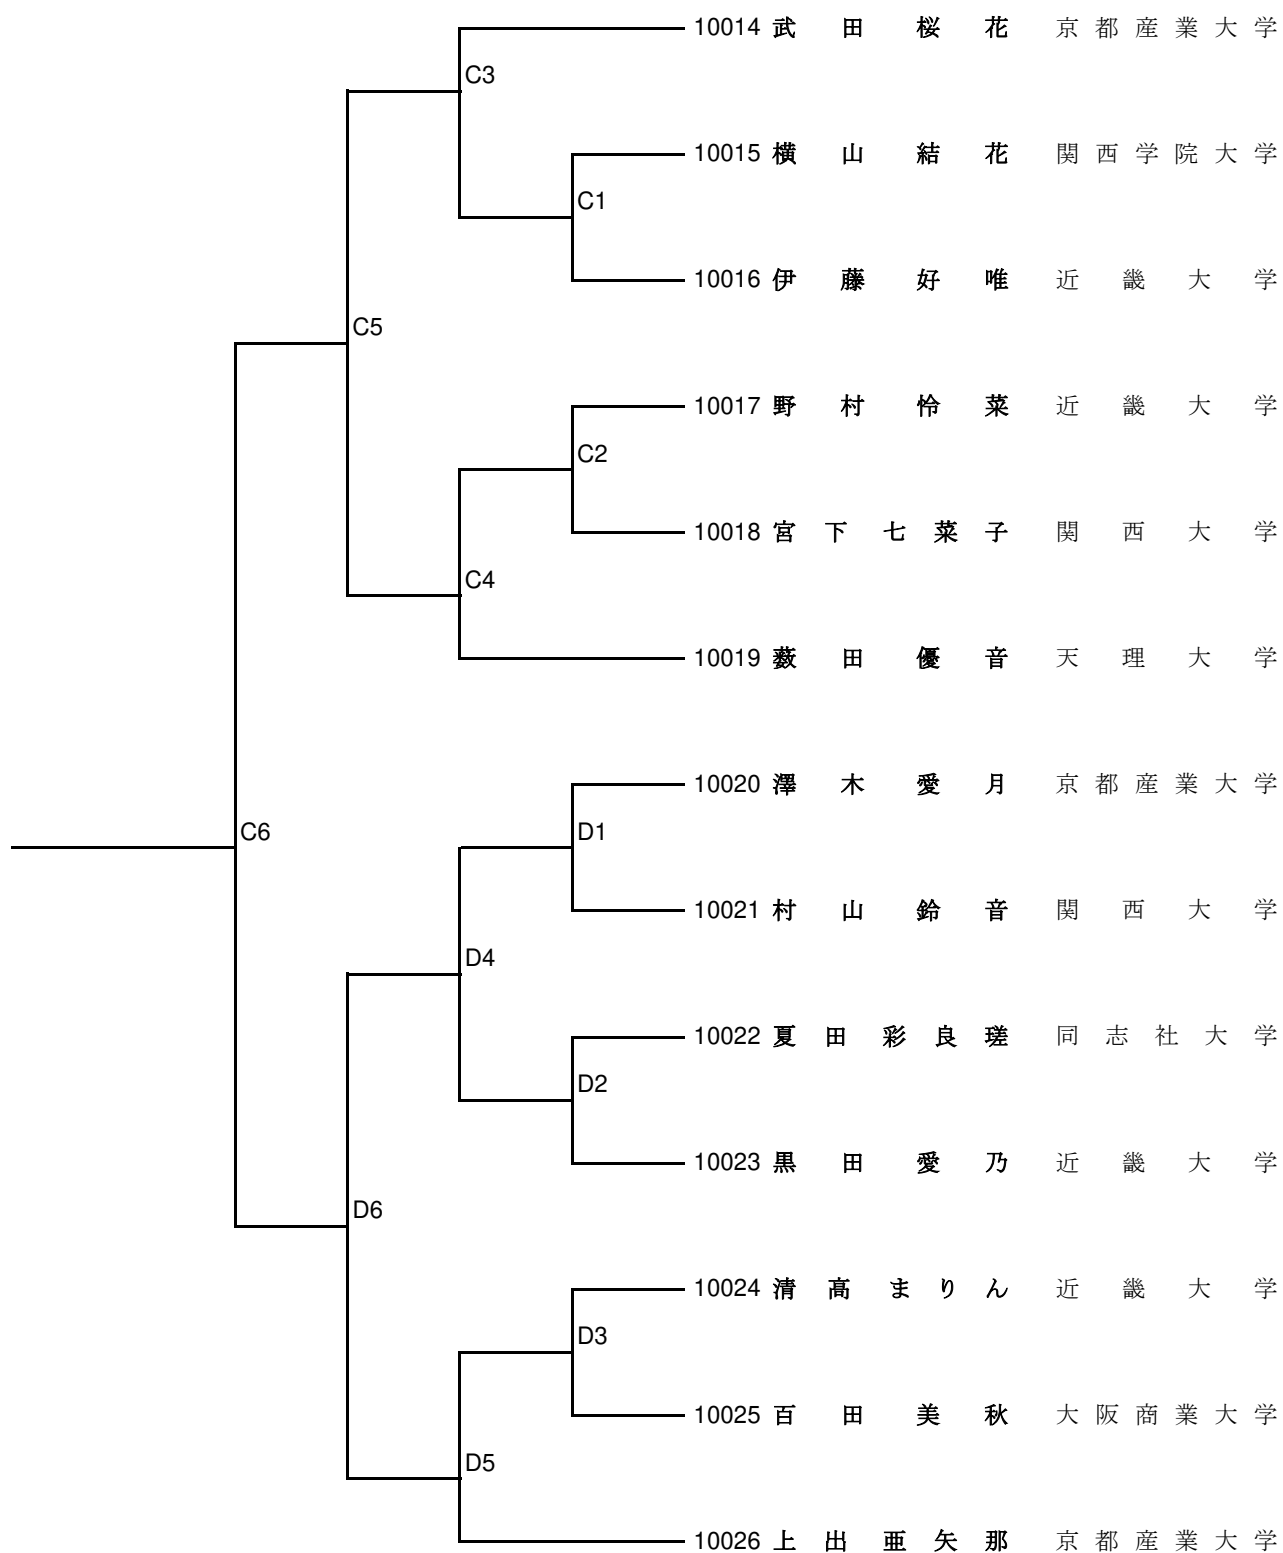 10014 武田桜花 京都産業大学
C3
10015 横山結花 関西学院大学
C1
10016 伊藤好唯 近畿大学
C5
10017 野村怜菜 近畿大学
C2
10018 宮下七菜子 関西大学
C4
10019 薮田優音 天理大学
10020 澤木愛月 京都産業大学
C6
D1
10021 村山鈴音 関西大学
D4
10022 夏田彩良瑳 同志社大学
D2
10023 黒田愛乃 近畿大学
D6
10024 清髙まりん 近畿大学
D3
10025 百田美秋 大阪商業大学
D5
10026 上出亜矢那 京都産業大学